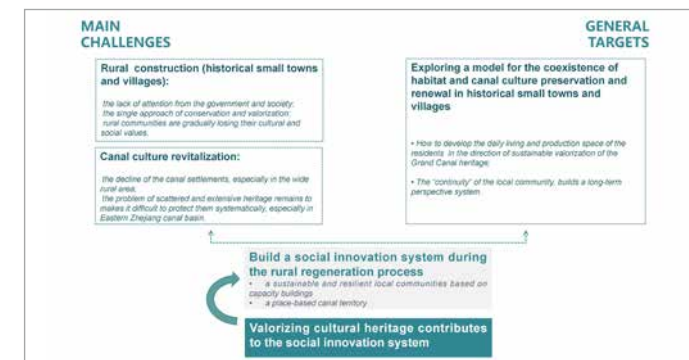 MAIN
CHALLENGES
GENERAL
TARGETS
Rural construction (historical small towns
and villages):
the lack of attention from the government and society;
the single approach of conservation and valorization;
rural communities are gradually losing their cultural and
social values.
Canal culture revitalization:
the decline of the canal settlements, especially in the wide
rural area;
the problem of scattered and extensive heritage remains to
makes it difficult to protect them systematically, especially in
Eastern Zhejiang canal basin.
Exploring a model for the coexistence of
habitat and canal culture preservation and
renewal in historical small towns and
villages
• How to develop the daily living and production space of the
residents in the direction of sustainable valorization of the
Grand Canal heritage;
• The "continuity" of the local community, builds a long-term
perspective system.
Build a social innovation system during
the rural regeneration process
• a sustainable and resilient local communities based on
capacity buildings
• a place-based canal territory
Valorizing cultural heritage contributes
to the social innovation system